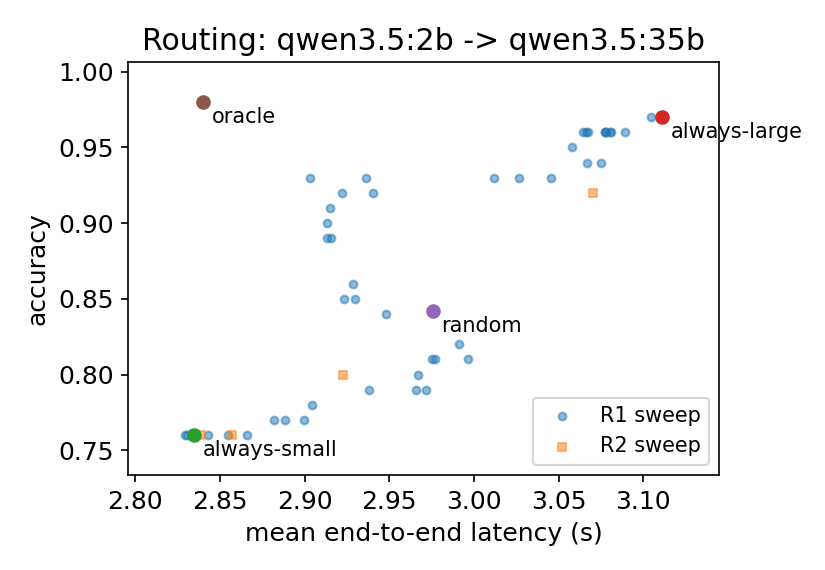 Routing: qwen3.5:2b -> qwen3.5:35b
1.00
0.95
0.90
0.85
0.80
0.75
accuracy
oracle
always-large
random
always-small
R1 sweep
R2 sweep
2.80 2.85 2.90 2.95 3.00 3.05 3.10
mean end-to-end latency (s)